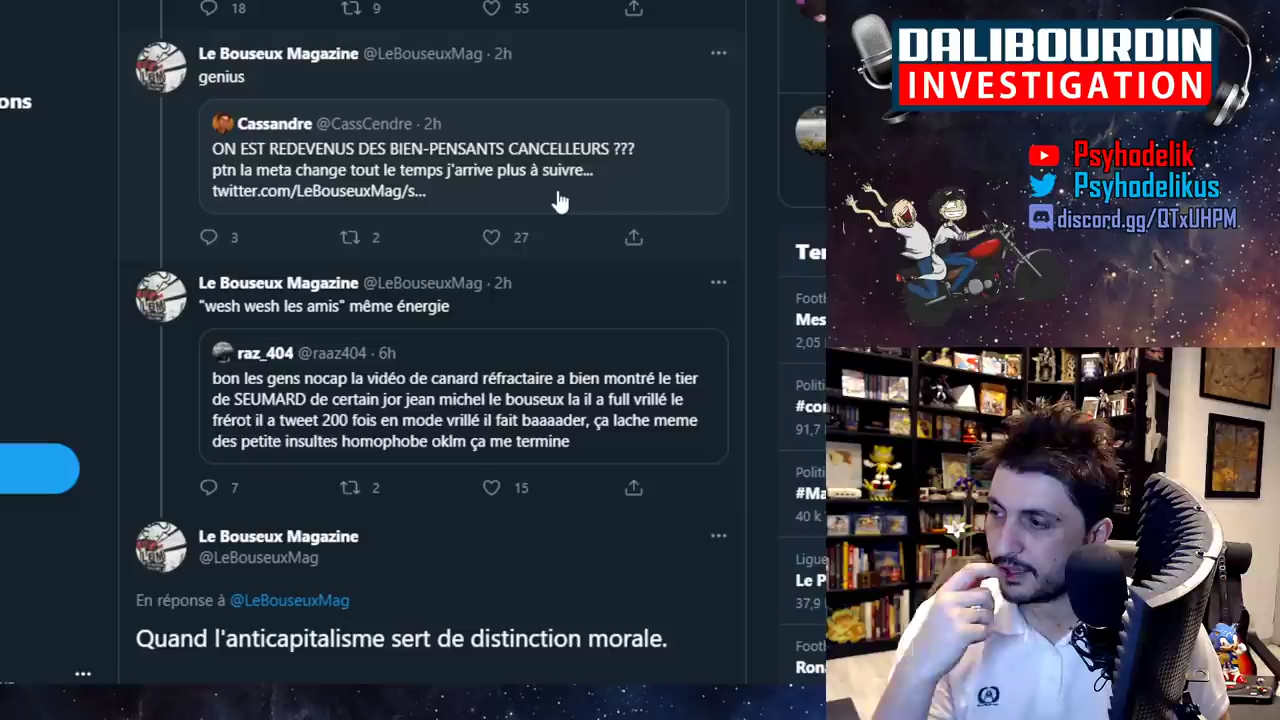 18 9 55
Le Bouseux Magazine @LeBouseuxMag · 2h
genius
Cassandre @CassCendre · 2h
ON EST REDEVENUS DES BIEN-PENSANTS CANCELLEURS ???
ptn la meta change tout le temps j'arrive plus à suivre...
twitter.com/LeBouseuxMag/s...
3 2 27
Le Bouseux Magazine @LeBouseuxMag · 2h
"wesh wesh les amis" même énergie
raz_404 @raaz404 · 6h
bon les gens nocap la vidéo de canard réfractaire a bien montré le tier
de SEUMARD de certain jor jean michel le bouseux la il a full vrillé le
frérot il a tweet 200 fois en mode vrillé il fait baaaader, ça lache meme
des petite insultes homophobe oklm ça me termine
7 2 15
Le Bouseux Magazine
@LeBouseuxMag
En réponse à @LeBouseuxMag
Quand l'anticapitalisme sert de distinction morale.
ons
Ter
Footl
Mes
2,05
Politi
#cor
91,7
Politi
#Ma
40 k
Ligue
Le P
37,9
Footl
Rona
DALIBOURDIN
INVESTIGATION
Psyhodelik
Psyhodelikus
discord.gg/QTxUHPM